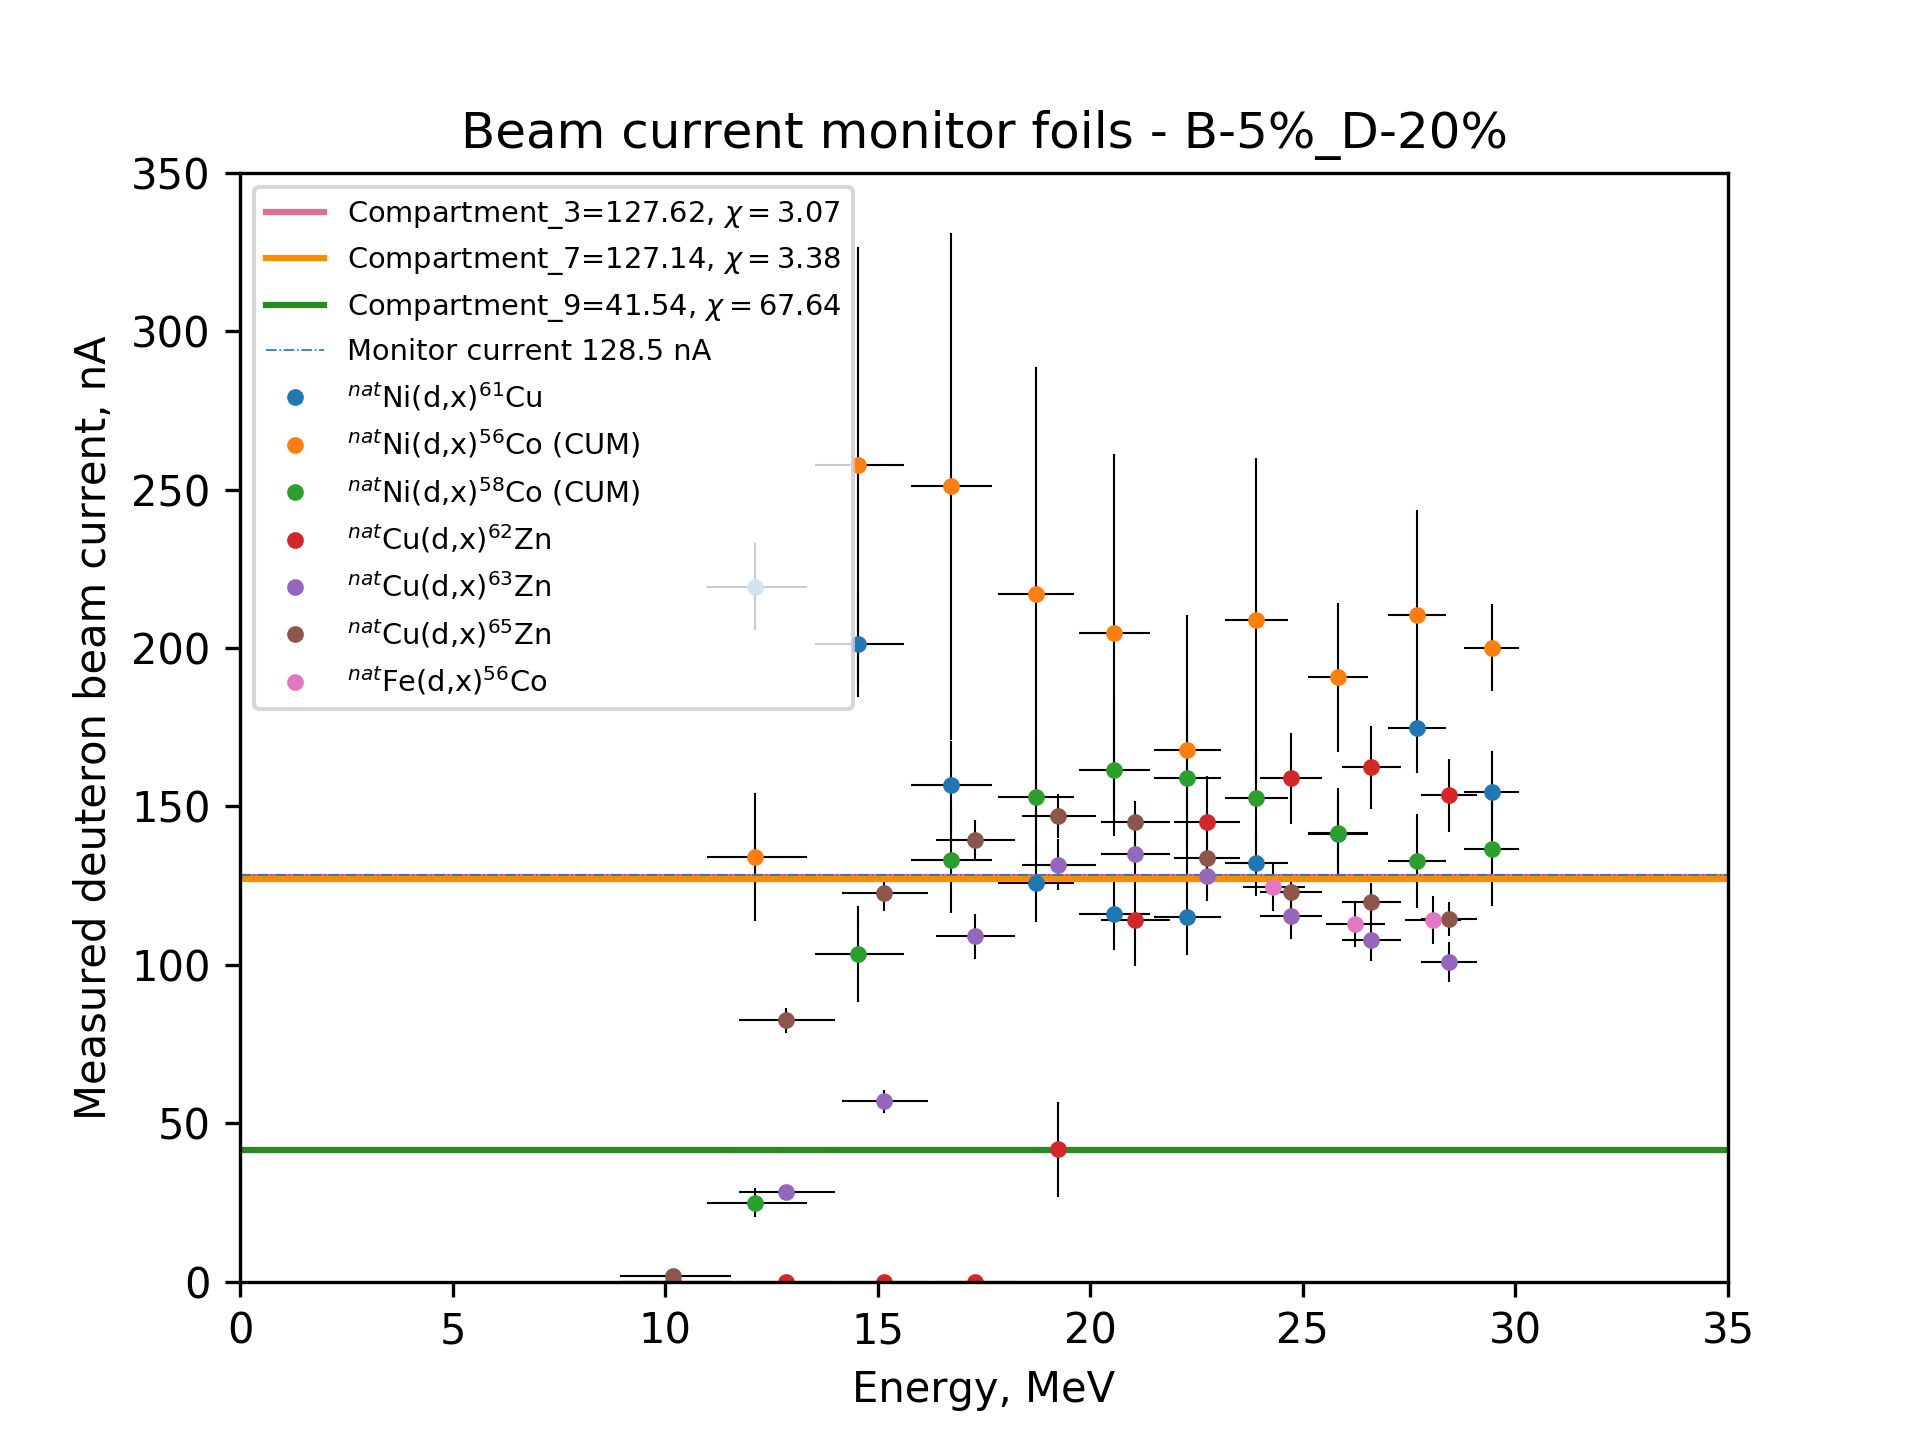 Beam current monitor foils - B-5%_D-20%
Measured deuteron beam current, nA
350
300
250
200
150
100
50
0
Compartment_3=127.62, χ = 3.07
Compartment_7=127.14, χ = 3.38
Compartment_9=41.54, χ = 67.64
Monitor current 128.5 nA
natNi(d,x)61Cu
natNi(d,x)56Co (CUM)
natNi(d,x)58Co (CUM)
natCu(d,x)62Zn
natCu(d,x)63Zn
natCu(d,x)65Zn
natFe(d,x)56Co
0 5 10 15 20 25 30 35
Energy, MeV